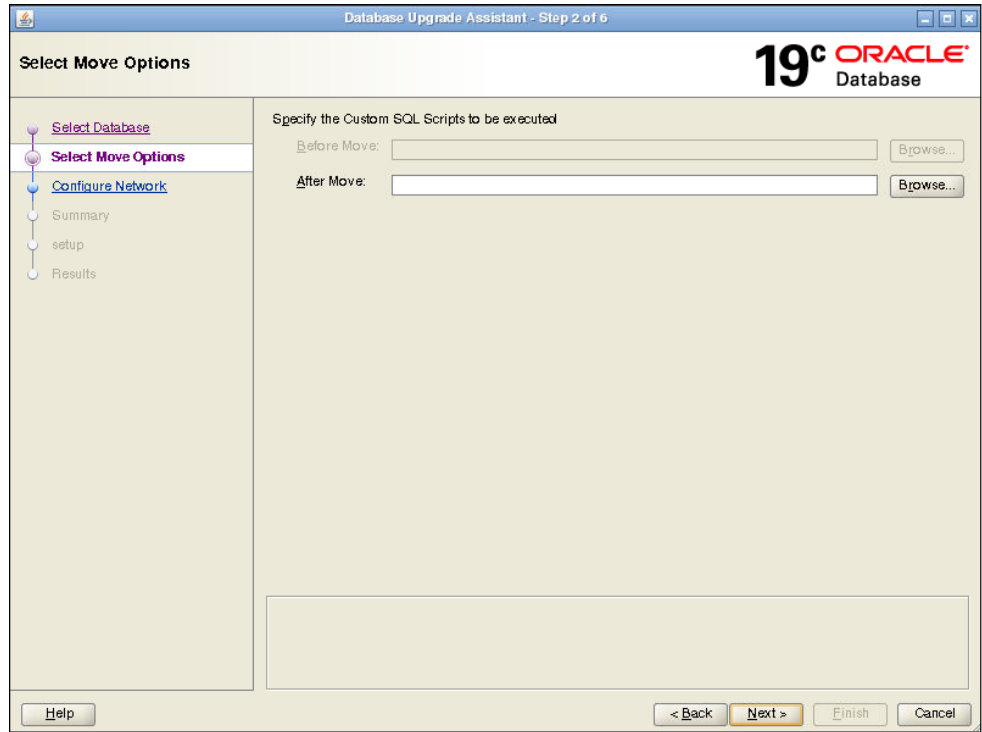 Database Upgrade Assistant - Step 2 of 6
Select Move Options
19c ORACLE
Database
Select Database
Select Move Options
Configure Network
Summary
setup
Results
Specify the Custom SQL Scripts to be executed
Before Move: Browse...
After Move: Browse...
Help < Back Next > Finish Cancel